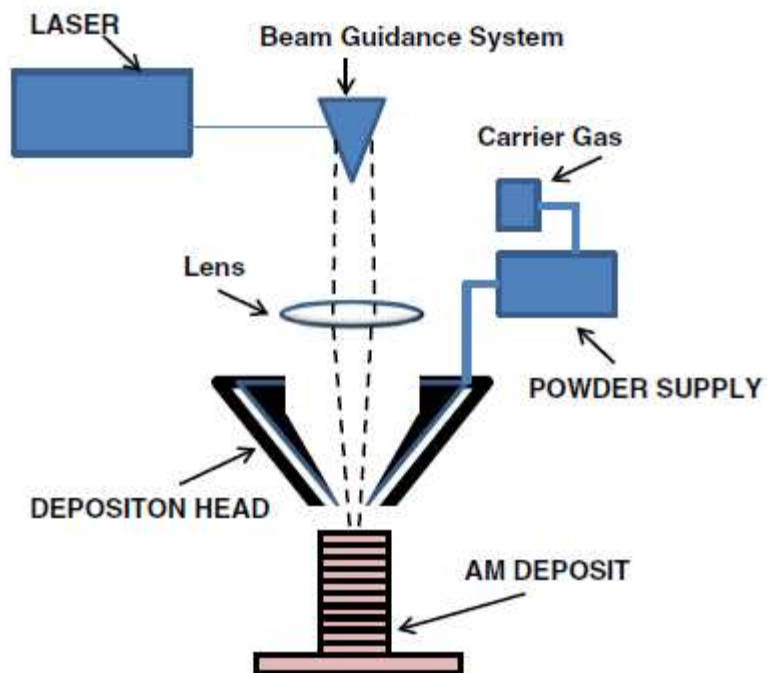 LASER
Beam Guidance System
Carrier Gas
Lens
POWDER SUPPLY
DEPOSITON HEAD
AM DEPOSIT